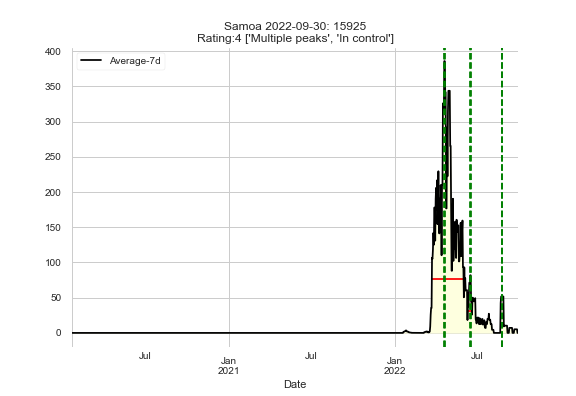 Samoa 2022-09-30: 15925
Rating:4 ['Multiple peaks', 'In control']
Average-7d
400
350
300
250
200
150
100
50
0
Jul
Jan
2021
Jul
Jan
2022
Jul
Date